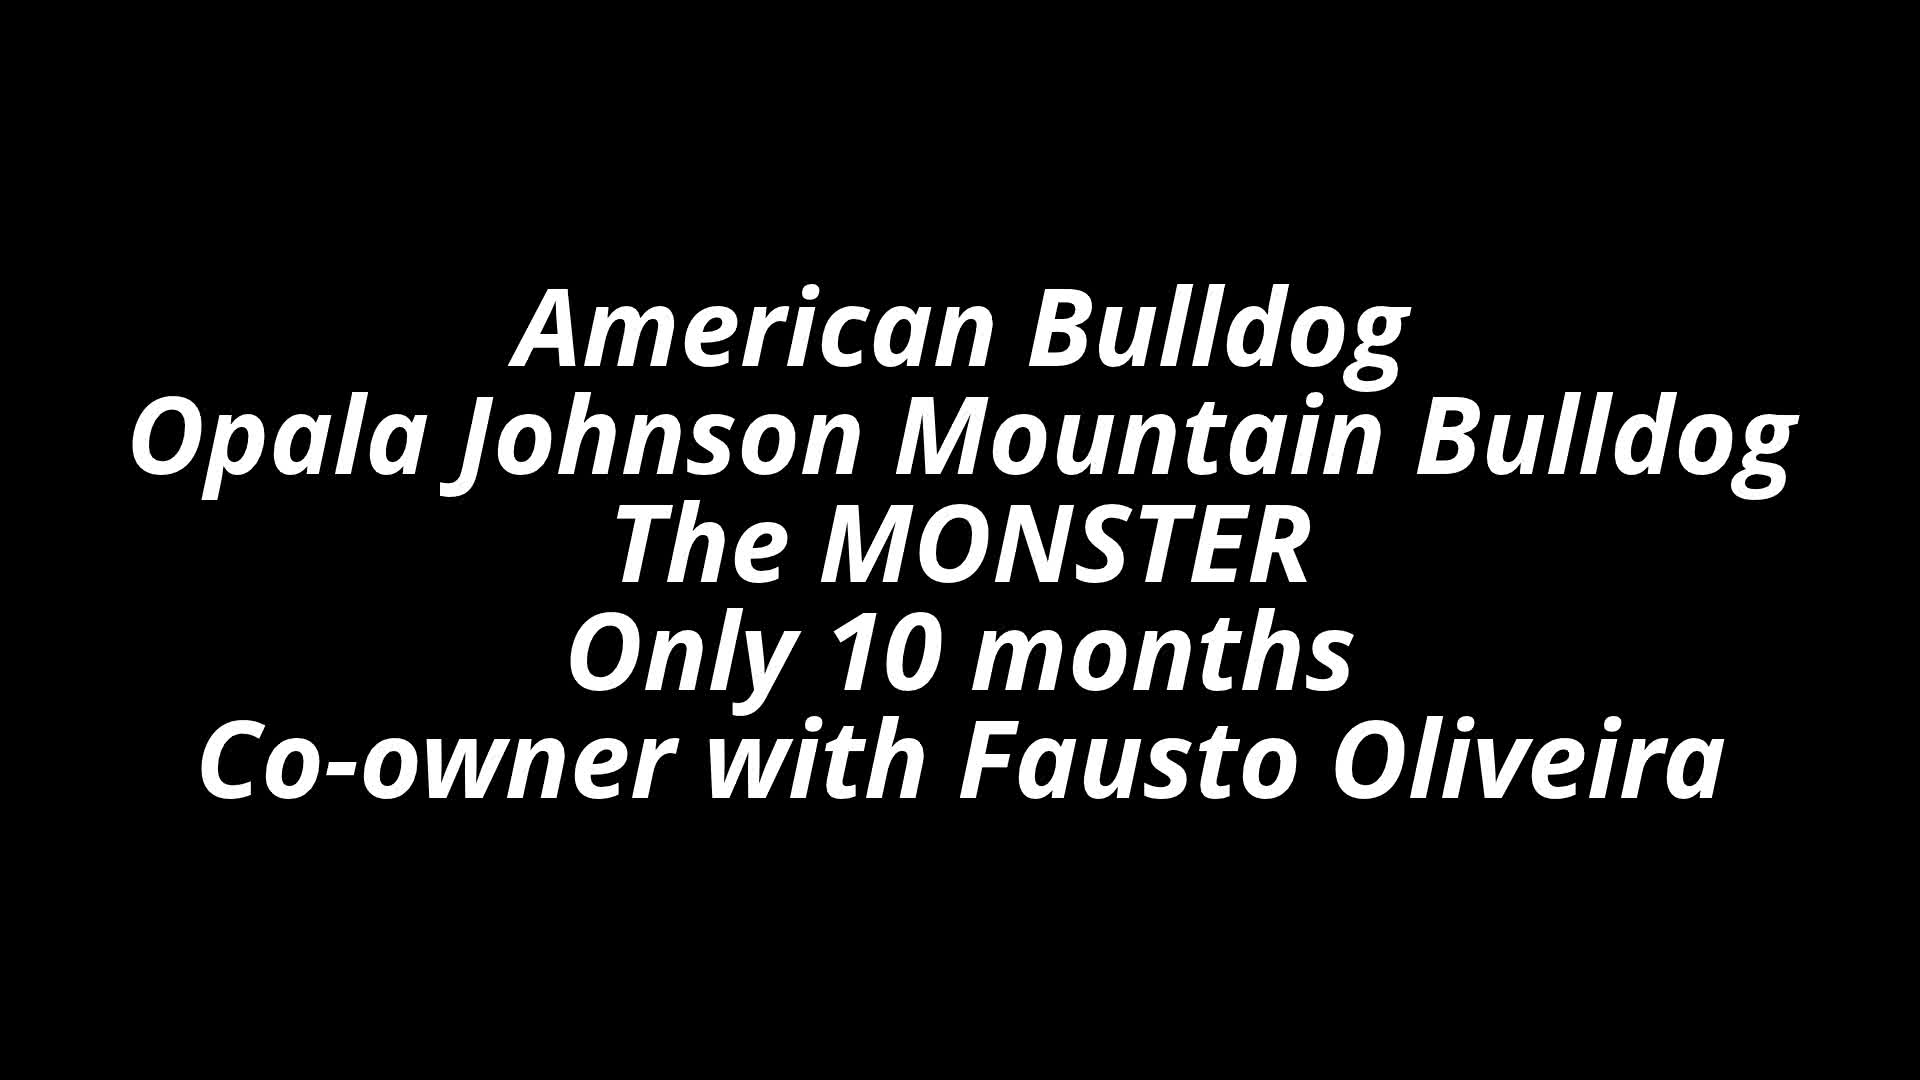 American Bulldog
Opala Johnson Mountain Bulldog
The MONSTER
Only 10 months
Co-owner with Fausto Oliveira